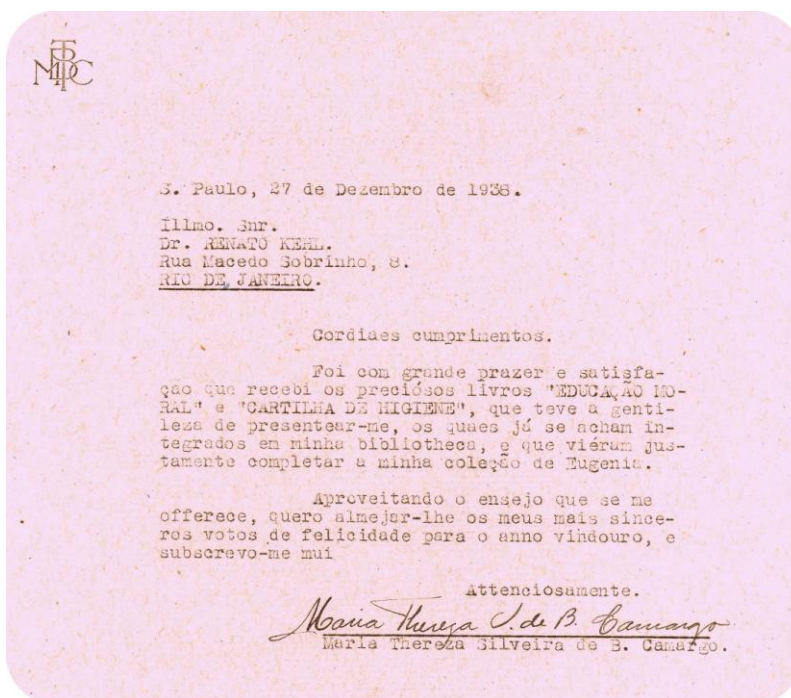 MTBPC
S. Paulo, 27 de Dezembro de 1936.
Illmo. Snr.
Dr. RENATO KEHL.
Rua Macedo Sobrinho, 8.
RIO DE JANEIRO.
Cordiaes cumprimentos.
Foi com grande prazer e satisfa-
ção que recebi os preciósos livros "EDUCAÇÃO MO-
RAL" e "CARTILHA DE HIGIENE", que teve a genti-
leza de presentear-me, os quaes já se acham in-
tegrados em minha bibliotheca, e que viéram jus-
tamente completar a minha coleção de Eugenia.
Aproveitando o ensejo que se me
offerece, quero almejar-lhe os meus mais since-
ros votos de felicidade para o anno vindouro, e
subscrevo-me mui
Attenciosamente.
Maria Thereza S. de B. Camargo
Maria Thereza Silveira de B. Camargo.